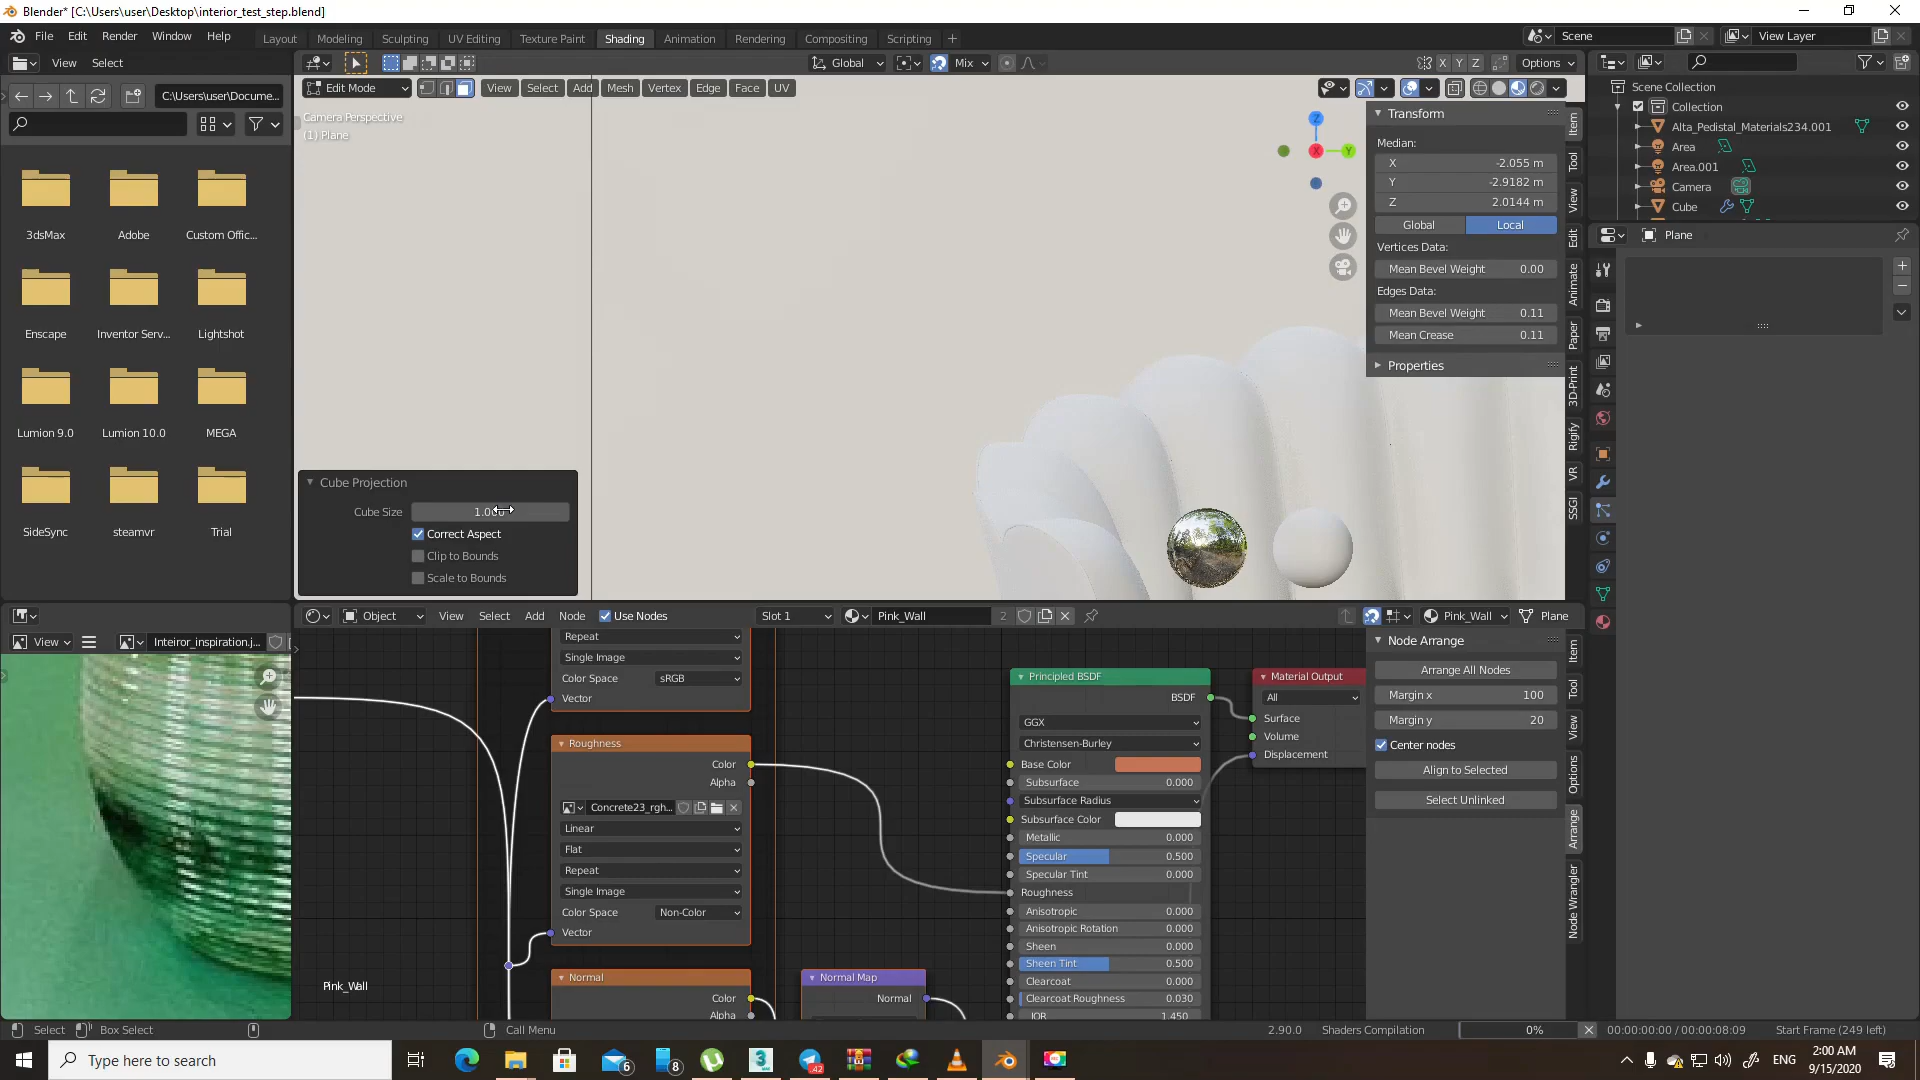 Blender* [C:\Users\user\Desktop\interior_test_step.blend]
File Edit Render Window Help Layout Modeling Sculpting UV Editing Texture Paint Shading Animation Rendering Compositing Scripting + Scene View Layer
View Select Global Mix X Y Z Options
C:\Users\user\Docume... Edit Mode View Select Add Mesh Vertex Edge Face UV
Scene Collection
Collection
Alta_Pedistal_Materials234.001
Area
Area.001
Camera
Cube
Camera Perspective
(1) Plane
Z
X
Y
Transform
Median:
X -2.055 m
Y -2.9182 m
Z 2.0144 m
Global Local
Vertices Data:
Mean Bevel Weight 0.00
Edges Data:
Mean Bevel Weight 0.11
Mean Crease 0.11
Properties
Item
Tool
View
Edit
Animate
Paper
3D-Print
Rigify
VR
SSGI
Plane
3dsMax Adobe Custom Offic...
Enscape Inventor Serv... Lightshot
Lumion 9.0 Lumion 10.0 MEGA
SideSync steamvr Trial
Cube Projection
Cube Size
Correct Aspect
Clip to Bounds
Scale to Bounds
Object View Select Add Node Use Nodes Slot 1 Pink_Wall 2 Pink_Wall Plane
View Inteiror_inspiration.j...
Repeat
Single Image
Color Space sRGB
Vector
Roughness
Color
Alpha
Concrete23_rgh...
Linear
Flat
Repeat
Single Image
Color Space Non-Color
Vector
Normal
Color
Alpha
Normal Map
Normal
Pink_Wall
Principled BSDF
BSDF
GGX
Christensen-Burley
Base Color
Subsurface 0.000
Subsurface Radius
Subsurface Color
Metallic 0.000
Specular 0.500
Specular Tint 0.000
Roughness
Anisotropic 0.000
Anisotropic Rotation 0.000
Sheen 0.000
Sheen Tint 0.500
Clearcoat 0.000
Clearcoat Roughness 0.030
IOR 1.450
Material Output
All
Surface
Volume
Displacement
Node Arrange
Arrange All Nodes
Margin x 100
Margin y 20
Center nodes
Align to Selected
Select Unlinked
Item
Tool
View
Options
Arrange
Node Wrangler
Select Box Select Call Menu 2.90.0 Shaders Compilation 0% 00:00:00:00 / 00:00:08:09 Start Frame (249 left)
Type here to search 6 8 42 ENG 2:00 AM
9/15/2020